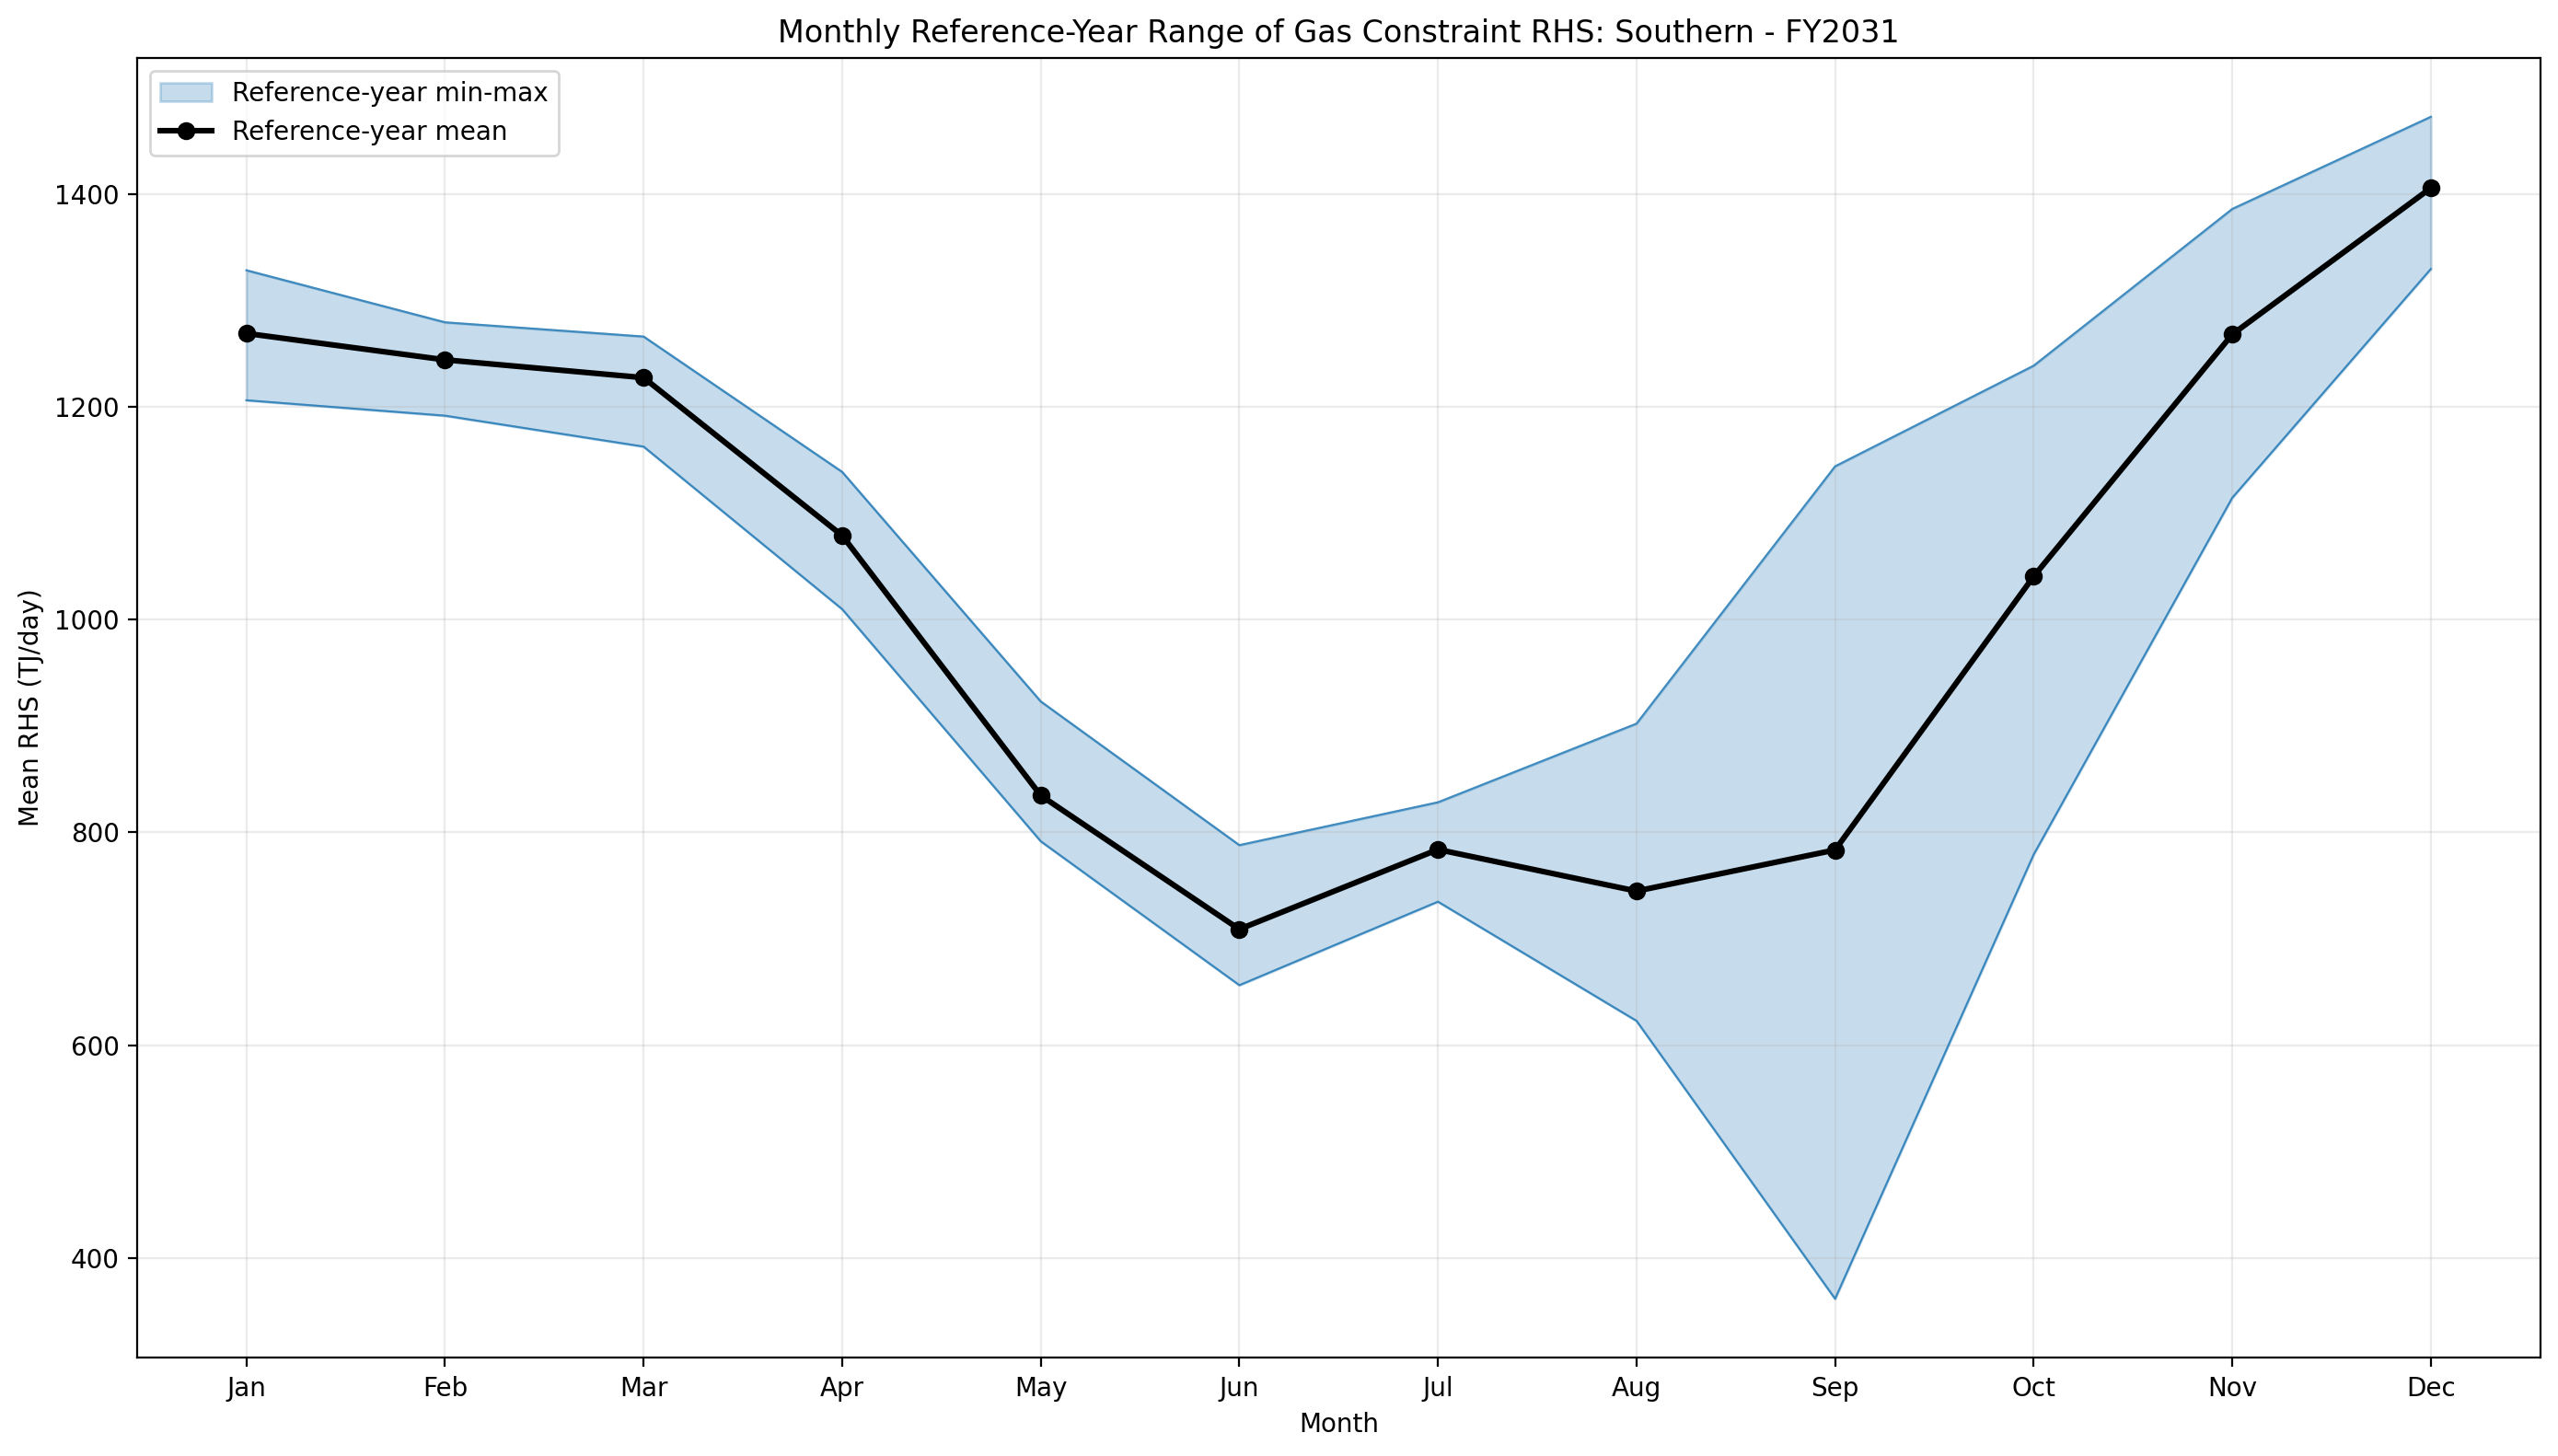 Monthly Reference-Year Range of Gas Constraint RHS: Southern - FY2031
Reference-year min-max
Reference-year mean
Mean RHS (TJ/day)
1400
1200
1000
800
600
400
Jan Feb Mar Apr May Jun Jul Aug Sep Oct Nov Dec
Month